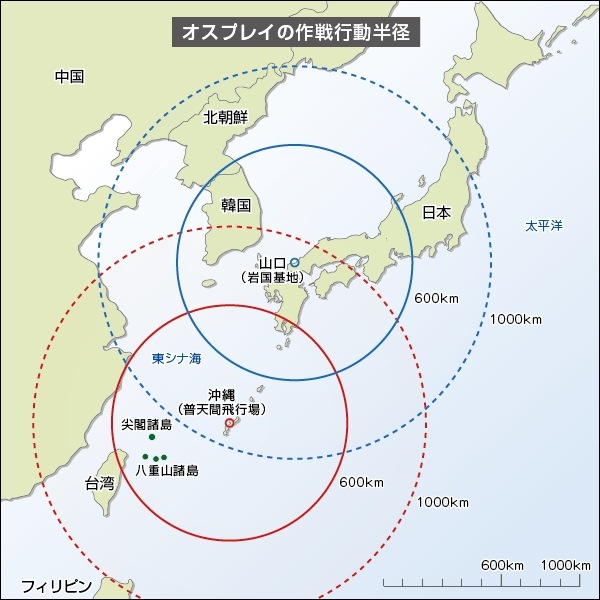 オスプレイの作戦行動半径
中国
北朝鮮
韓国
日本
太平洋
山口
（岩国基地）
600km
1000km
東シナ海
沖縄
（普天間飛行場）
尖閣諸島
八重山諸島
台湾
600km
1000km
フィリピン
600km
1000km